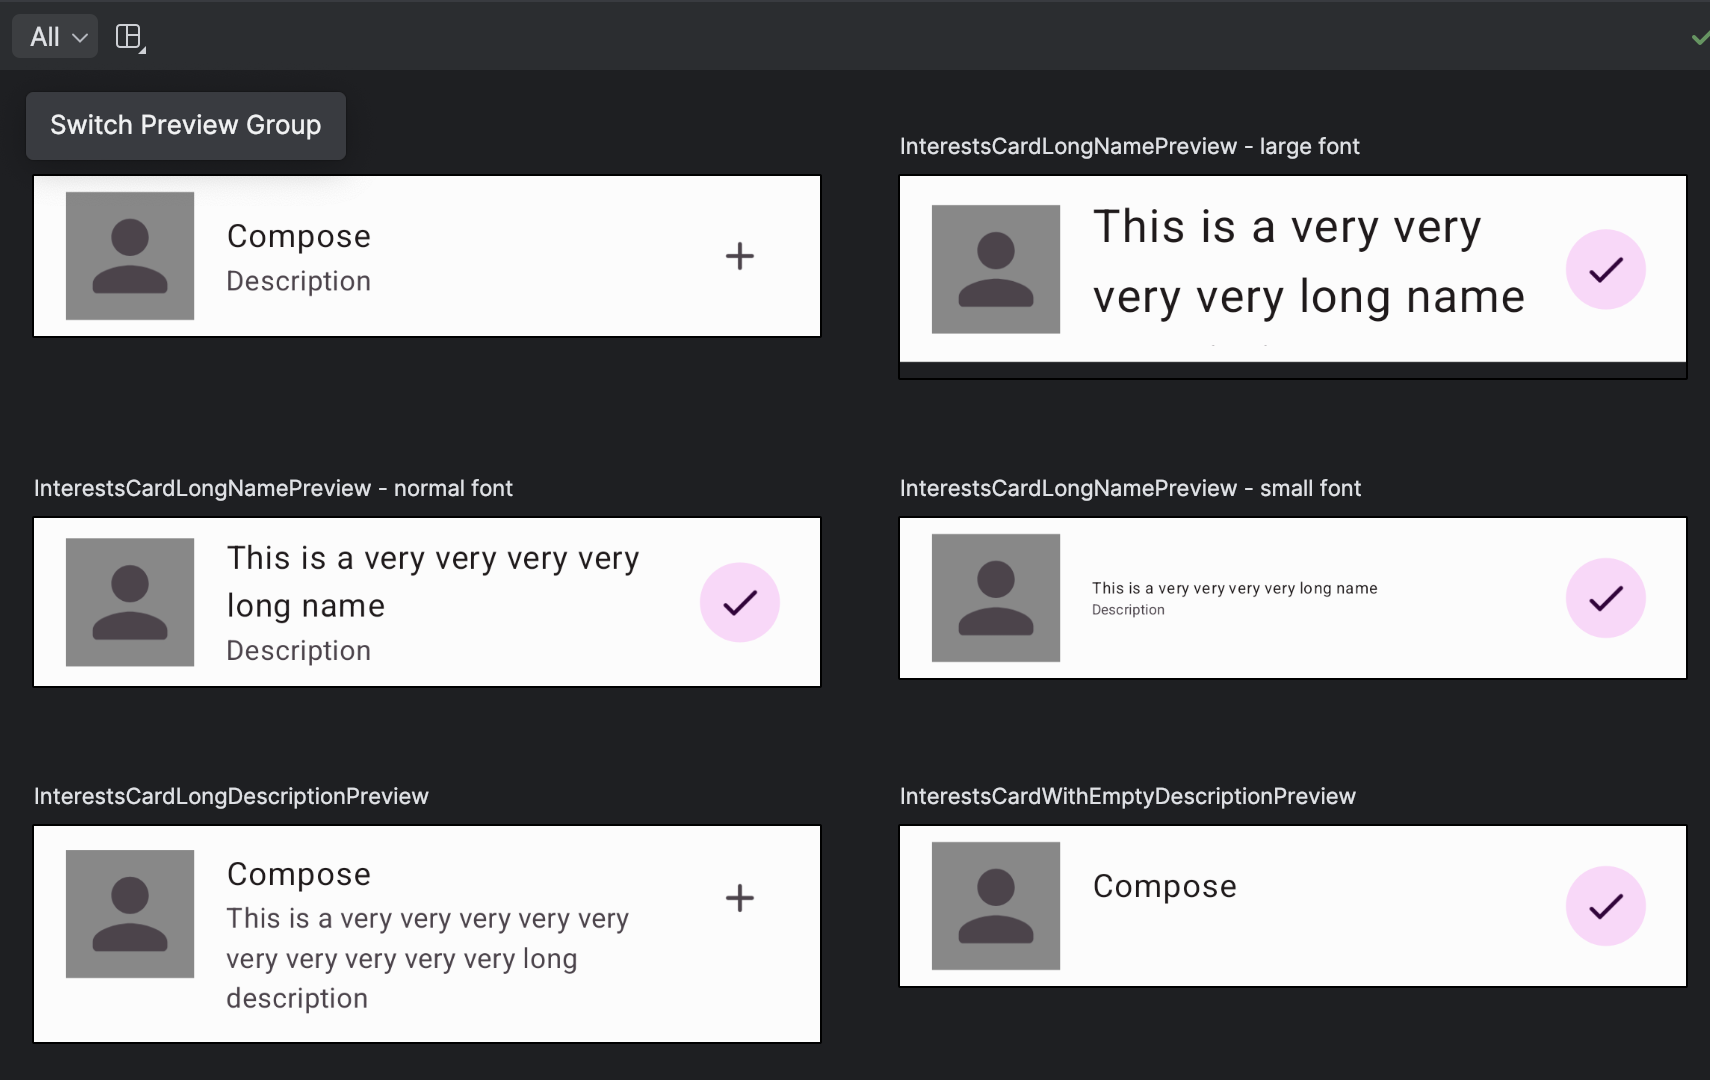 All
Switch Preview Group
Compose
Description
InterestsCardLongNamePreview - large font
This is a very very
very very long name
InterestsCardLongNamePreview - normal font
This is a very very very very
long name
Description
InterestsCardLongNamePreview - small font
This is a very very very very long name
Description
InterestsCardLongDescriptionPreview
Compose
This is a very very very very very
very very very very very long
description
InterestsCardWithEmptyDescriptionPreview
Compose